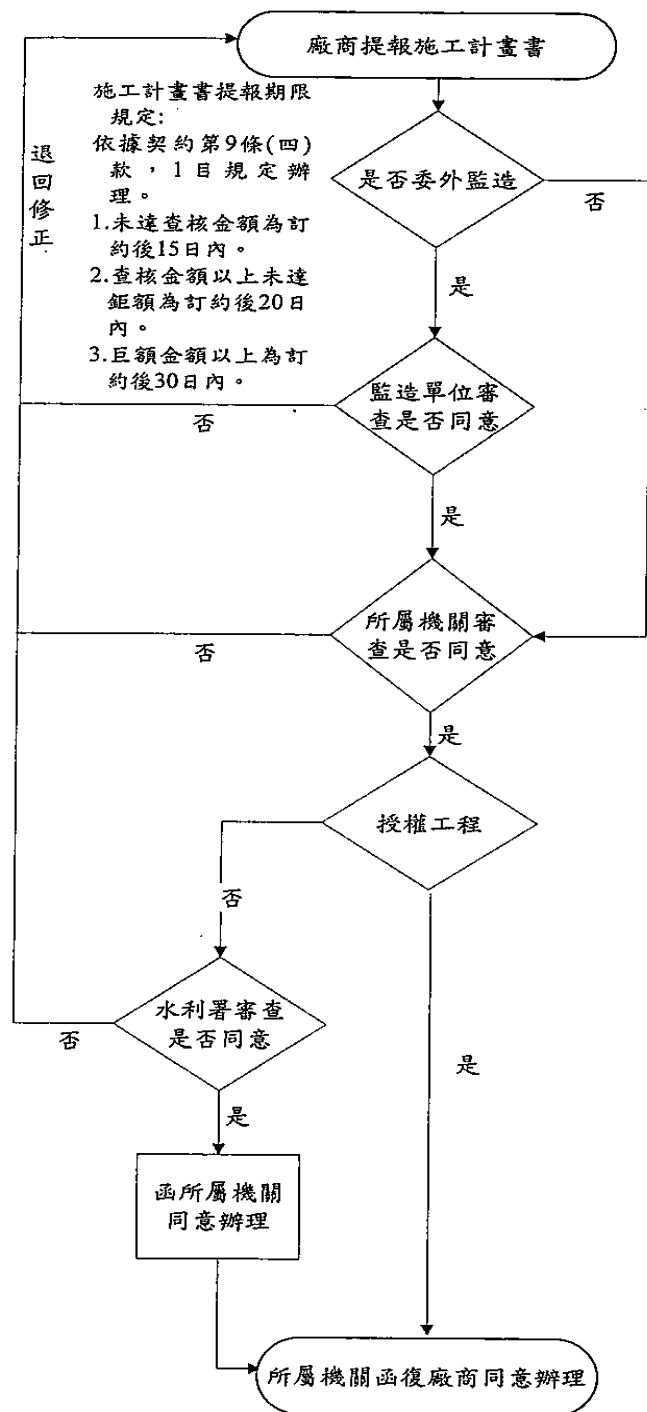 廠商提報施工計畫書
施工計畫書提報期限
規定:
依據契約第9條(四)
款，1目規定辦
理。
1.未達查核金額為訂
約後15日內。
2.查核金額以上未達
鉅額為訂約後20日
內。
3.巨額金額以上為訂
約後30日內。
退回修正
是否委外監造
否
是
監造單位審
查是否同意
否
是
所屬機關審
查是否同意
否
是
授權工程
否
水利署審查
是否同意
否
是
是
函所屬機關
同意辦理
所屬機關函復廠商同意辦理